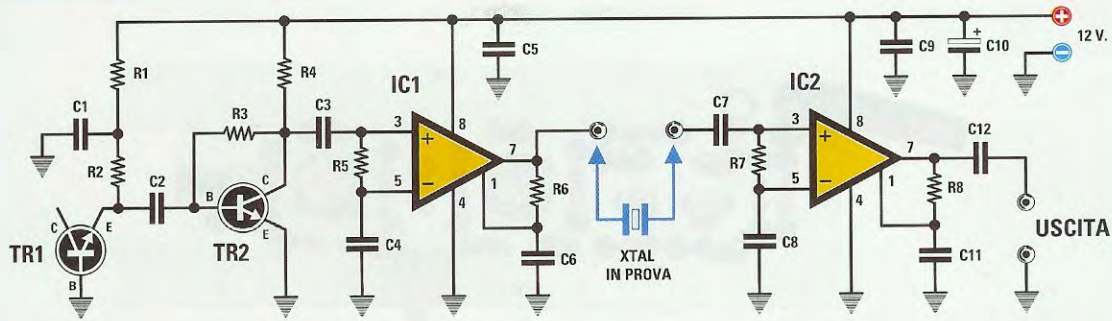 R1
C1
R2
C2
R3
R4
C3
R5
C4
IC1
C5
3
8
+
7
1
−
5
4
R6
C6
C
E
B
TR1
C
B
E
TR2
XTAL
IN PROVA
C7
R7
C8
IC2
3
8
+
7
1
−
5
4
R8
C11
C12
C9
+
C10
+
−
12 V.
USCITA